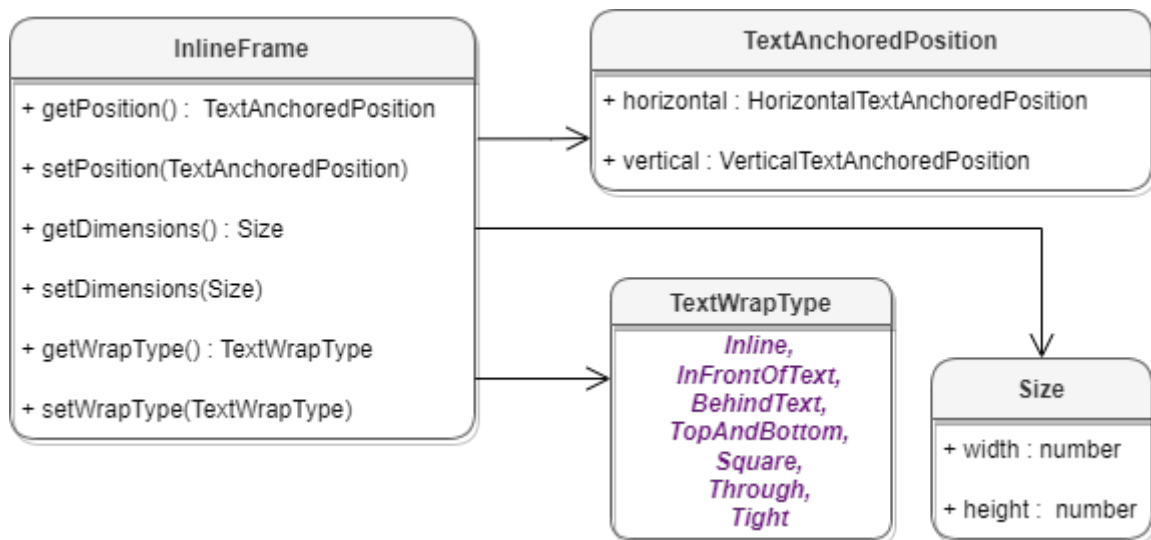 InlineFrame
+ getPosition() :  TextAnchoredPosition
+ setPosition(TextAnchoredPosition)
+ getDimensions() : Size
+ setDimensions(Size)
+ getWrapType() : TextWrapType
+ setWrapType(TextWrapType)
TextAnchoredPosition
+ horizontal : HorizontalTextAnchoredPosition
+ vertical : VerticalTextAnchoredPosition
TextWrapType
Inline,
InFrontOfText,
BehindText,
TopAndBottom,
Square,
Through,
Tight
Size
+ width : number
+ height :  number